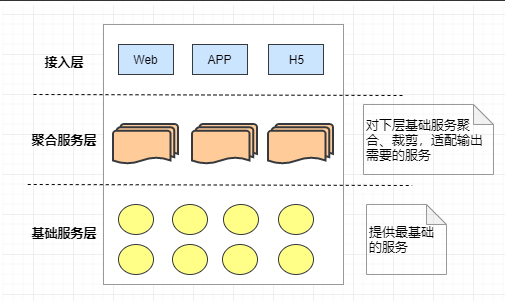 接入层
Web
APP
H5
聚合服务层
对下层基础服务聚
合、裁剪，适配输出
需要的服务
基础服务层
提供最基础
的服务